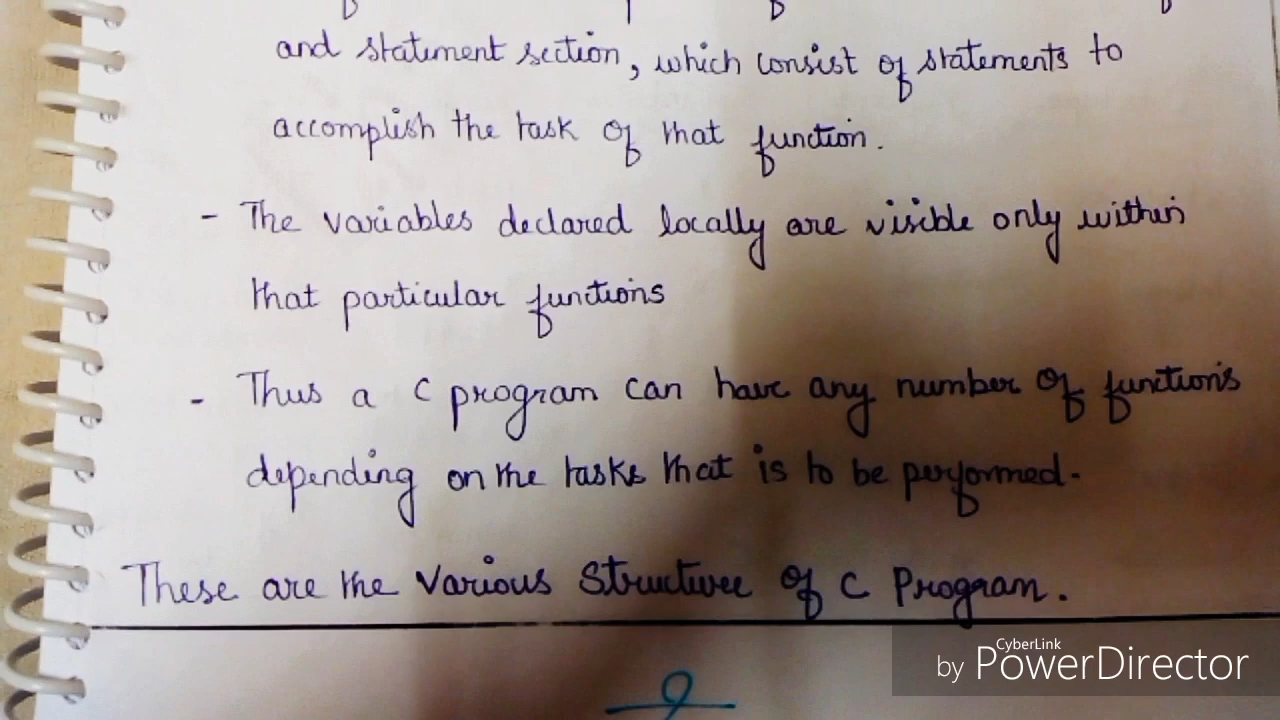 and statement section, which consist of statements to
accomplish the task of that function.
- The variables declared locally are visible only within
that particular functions
- Thus a C program can have any number of functions
depending on the tasks that is to be performed.
These are the various structure of C Program.
CyberLink
by PowerDirector